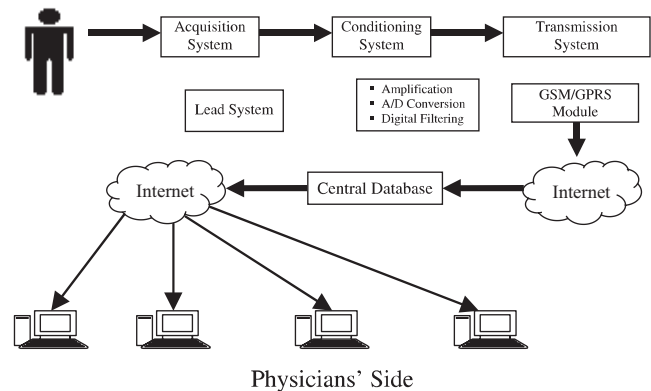 Acquisition
System
Conditioning
System
Transmission
System
Lead System
▪ Amplification
▪ A/D Conversion
▪ Digital Filtering
GSM/GPRS
Module
Internet
Central Database
Internet
Physicians' Side